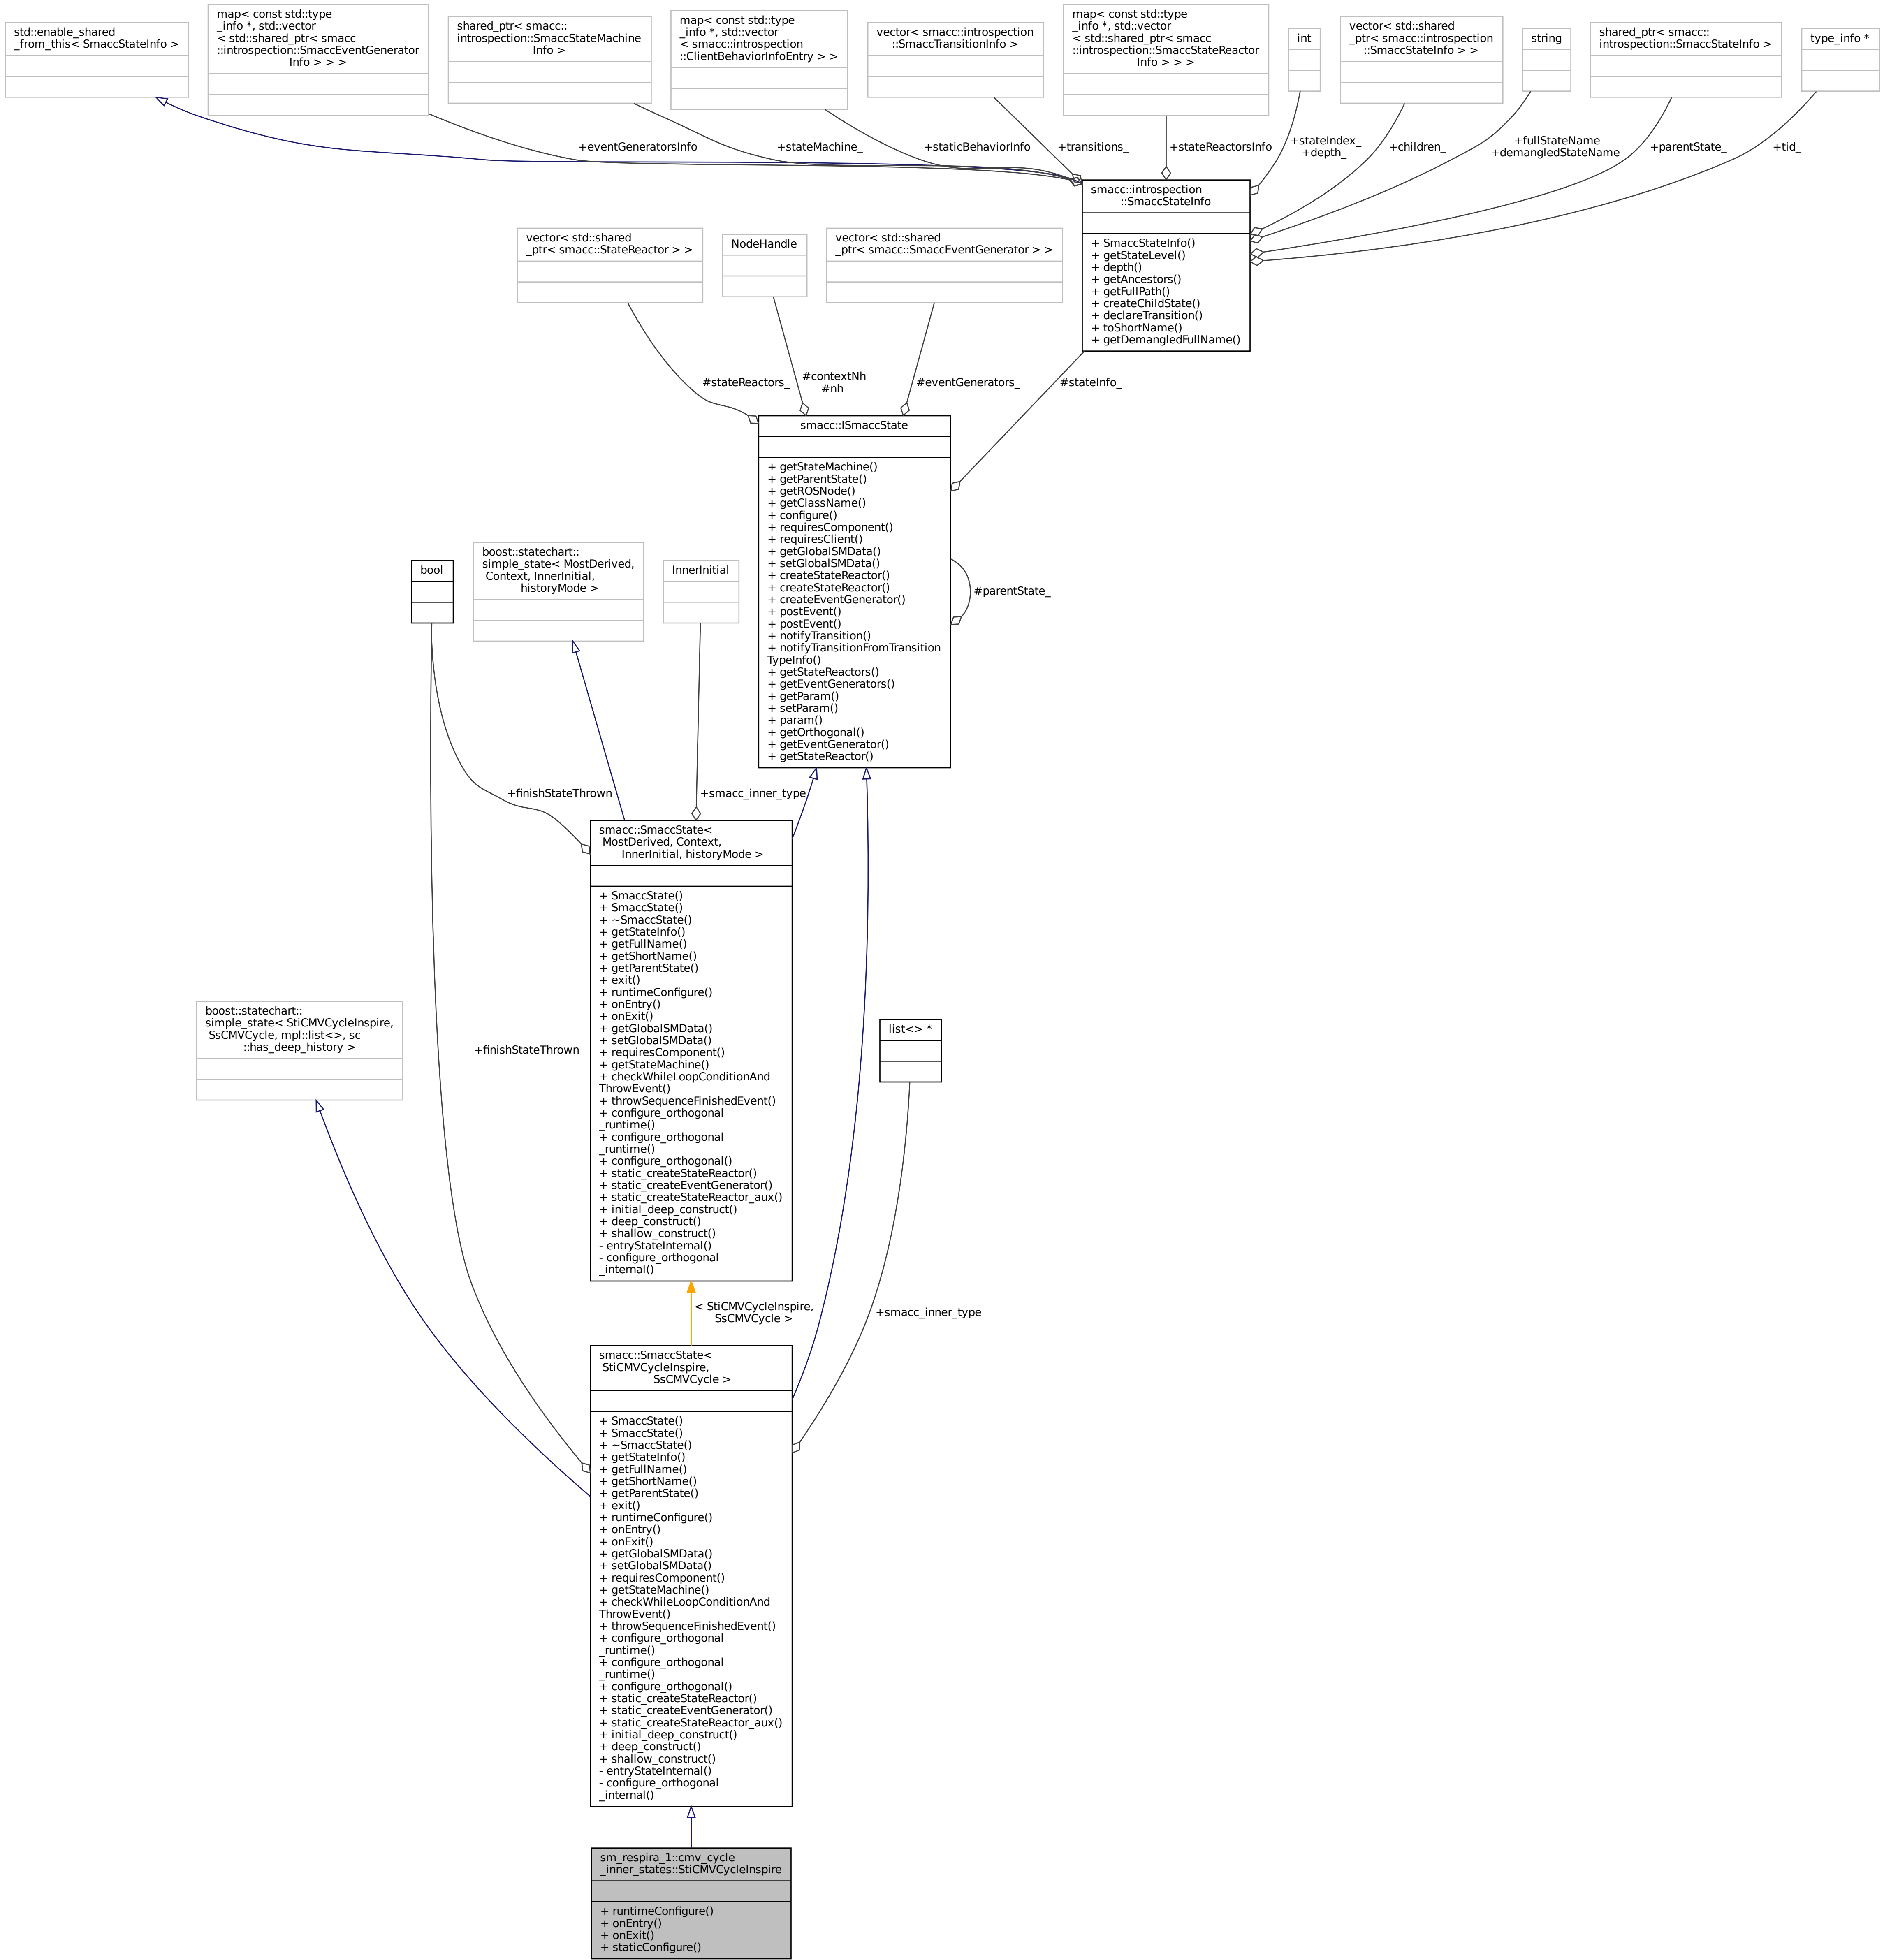 std::enable_shared
_from_this< SmaccStateInfo >
map< const std::type
_info *, std::vector
< std::shared_ptr< smacc
::introspection::SmaccEventGenerator
Info > > >
shared_ptr< smacc::
introspection::SmaccStateMachine
Info >
map< const std::type
_info *, std::vector
< smacc::introspection
::ClientBehaviorInfoEntry > >
vector< smacc::introspection
::SmaccTransitionInfo >
map< const std::type
_info *, std::vector
< std::shared_ptr< smacc
::introspection::SmaccStateReactor
Info > > >
int
vector< std::shared
_ptr< smacc::introspection
::SmaccStateInfo > >
string
shared_ptr< smacc::
introspection::SmaccStateInfo >
type_info *
+eventGeneratorsInfo
+stateMachine_
+staticBehaviorInfo
+transitions_
+stateReactorsInfo
+stateIndex_
+depth_
+children_
+fullStateName
+demangledStateName
+parentState_
+tid_
smacc::introspection
::SmaccStateInfo
+ SmaccStateInfo()
+ getStateLevel()
+ depth()
+ getAncestors()
+ getFullPath()
+ createChildState()
+ declareTransition()
+ toShortName()
+ getDemangledFullName()
vector< std::shared
_ptr< smacc::StateReactor > >
NodeHandle
vector< std::shared
_ptr< smacc::SmaccEventGenerator > >
#stateReactors_
#contextNh
#nh
#eventGenerators_
#stateInfo_
smacc::ISmaccState
+ getStateMachine()
+ getParentState()
+ getROSNode()
+ getClassName()
+ configure()
+ requiresComponent()
+ requiresClient()
+ getGlobalSMData()
+ setGlobalSMData()
+ createStateReactor()
+ createStateReactor()
+ createEventGenerator()
+ postEvent()
+ postEvent()
+ notifyTransition()
+ notifyTransitionFromTransition
TypeInfo()
+ getStateReactors()
+ getEventGenerators()
+ getParam()
+ setParam()
+ param()
+ getOrthogonal()
+ getEventGenerator()
+ getStateReactor()
#parentState_
bool
boost::statechart::
simple_state< MostDerived,
Context, InnerInitial,
historyMode >
InnerInitial
+finishStateThrown
+smacc_inner_type
smacc::SmaccState<
MostDerived, Context,
InnerInitial, historyMode >
+ SmaccState()
+ SmaccState()
+ ~SmaccState()
+ getStateInfo()
+ getFullName()
+ getShortName()
+ getParentState()
+ exit()
+ runtimeConfigure()
+ onEntry()
+ onExit()
+ getGlobalSMData()
+ setGlobalSMData()
+ requiresComponent()
+ getStateMachine()
+ checkWhileLoopConditionAnd
ThrowEvent()
+ throwSequenceFinishedEvent()
+ configure_orthogonal
_runtime()
+ configure_orthogonal
_runtime()
+ configure_orthogonal()
+ static_createStateReactor()
+ static_createEventGenerator()
+ static_createStateReactor_aux()
+ initial_deep_construct()
+ deep_construct()
+ shallow_construct()
- entryStateInternal()
- configure_orthogonal
_internal()
boost::statechart::
simple_state< StiCMVCycleInspire,
SsCMVCycle, mpl::list<>, sc
::has_deep_history >
+finishStateThrown
list<> *
< StiCMVCycleInspire,
SsCMVCycle >
+smacc_inner_type
smacc::SmaccState<
StiCMVCycleInspire,
SsCMVCycle >
+ SmaccState()
+ SmaccState()
+ ~SmaccState()
+ getStateInfo()
+ getFullName()
+ getShortName()
+ getParentState()
+ exit()
+ runtimeConfigure()
+ onEntry()
+ onExit()
+ getGlobalSMData()
+ setGlobalSMData()
+ requiresComponent()
+ getStateMachine()
+ checkWhileLoopConditionAnd
ThrowEvent()
+ throwSequenceFinishedEvent()
+ configure_orthogonal
_runtime()
+ configure_orthogonal
_runtime()
+ configure_orthogonal()
+ static_createStateReactor()
+ static_createEventGenerator()
+ static_createStateReactor_aux()
+ initial_deep_construct()
+ deep_construct()
+ shallow_construct()
- entryStateInternal()
- configure_orthogonal
_internal()
sm_respira_1::cmv_cycle
_inner_states::StiCMVCycleInspire
+ runtimeConfigure()
+ onEntry()
+ onExit()
+ staticConfigure()